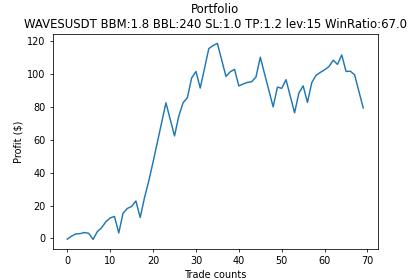 Portfolio
WAVESUSDT BBM:1.8 BBL:240 SL:1.0 TP:1.2 lev:15 WinRatio:67.0
120
100
80
60
40
20
0
Profit ($)
0 10 20 30 40 50 60 70
Trade counts